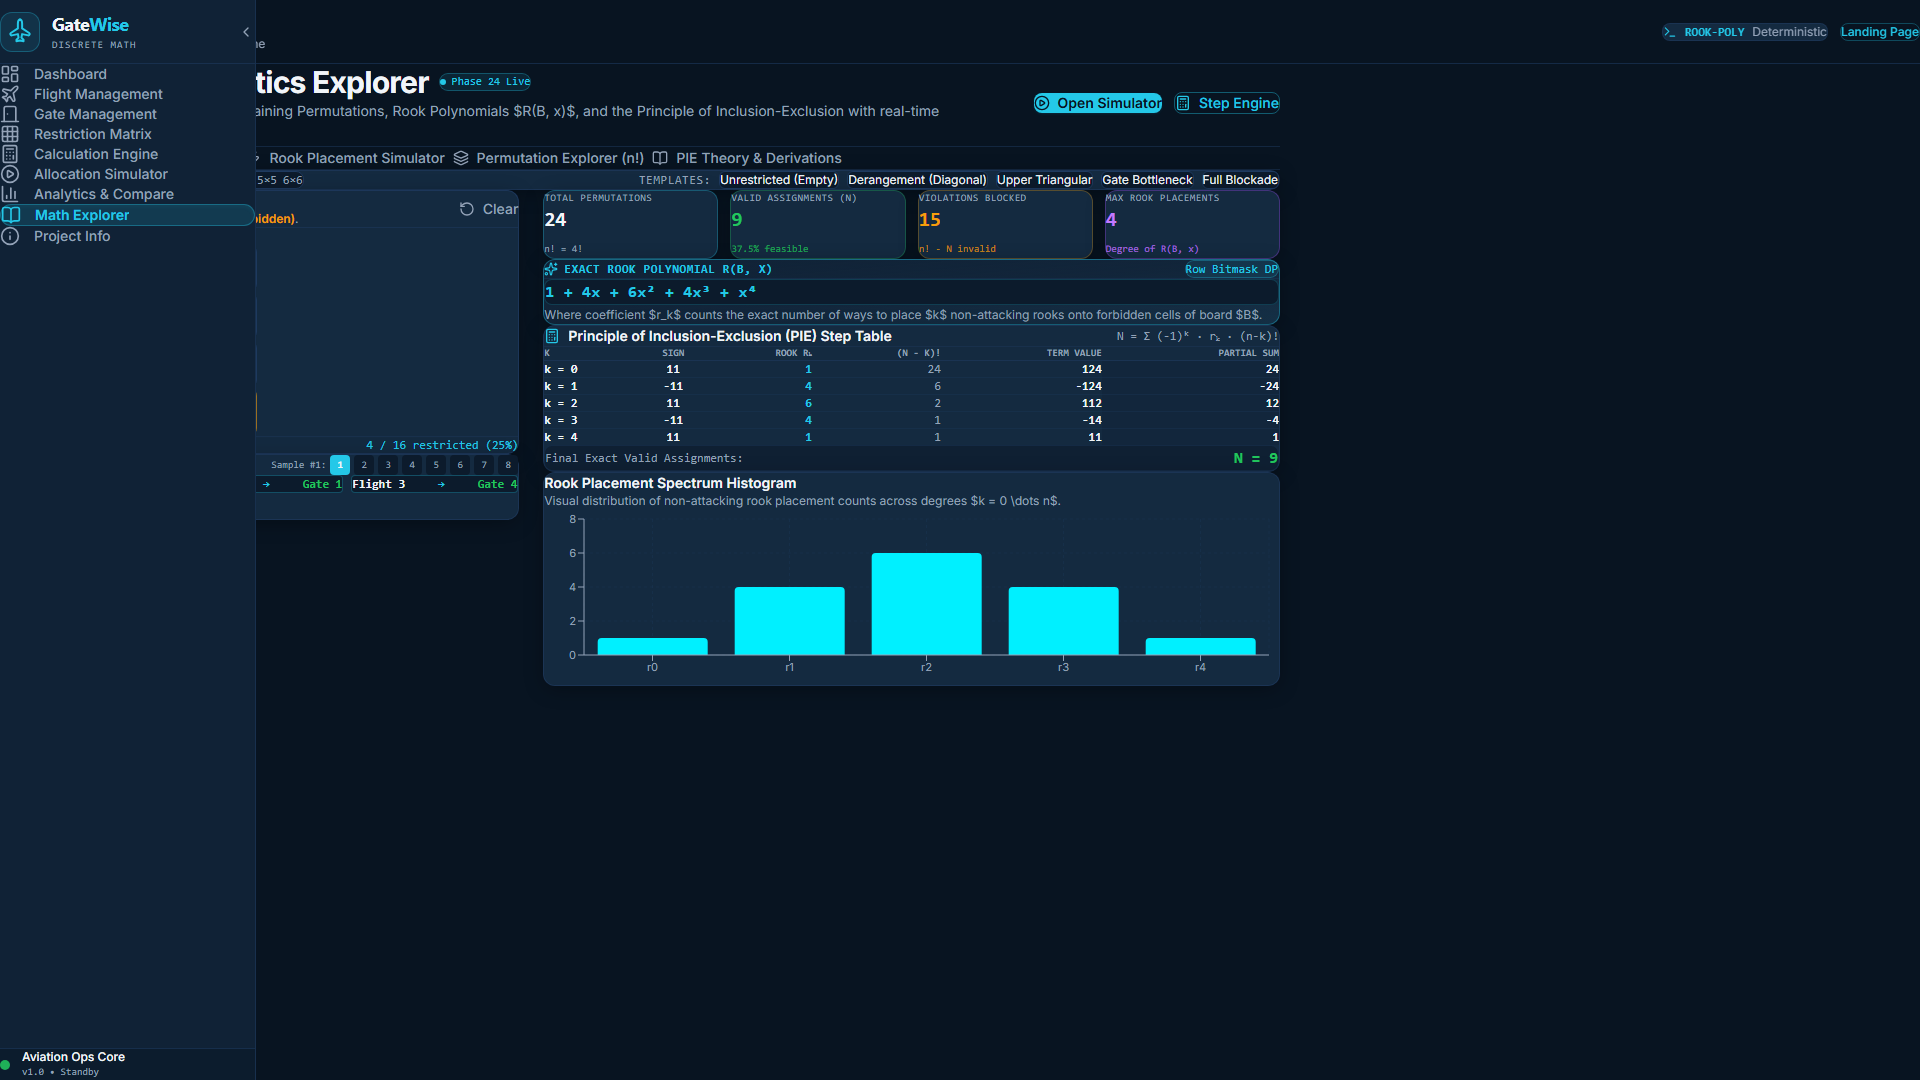 GateWise
DISCRETE MATH
Dashboard
Flight Management
Gate Management
Restriction Matrix
Calculation Engine
Allocation Simulator
Analytics & Compare
Math Explorer
Project Info
Aviation Ops Core
v1.0 • Standby
ne
ROOK-POLY Deterministic
Landing Page
tics Explorer
Phase 24 Live
aining Permutations, Rook Polynomials $R(B, x)$, and the Principle of Inclusion-Exclusion with real-time
Open Simulator
Step Engine
Rook Placement Simulator
Permutation Explorer (n!)
PIE Theory & Derivations
5×5 6×6
TEMPLATES: Unrestricted (Empty) Derangement (Diagonal) Upper Triangular Gate Bottleneck Full Blockade
Clear
bidden).
4 / 16 restricted (25%)
Sample #1: 1 2 3 4 5 6 7 8
→ Gate 1 Flight 3 → Gate 4
TOTAL PERMUTATIONS
24
n! = 4!
VALID ASSIGNMENTS (N)
9
37.5% feasible
VIOLATIONS BLOCKED
15
n! - N invalid
MAX ROOK PLACEMENTS
4
Degree of R(B, x)
EXACT ROOK POLYNOMIAL R(B, X)
Row Bitmask DP
1 + 4x + 6x² + 4x³ + x⁴
Where coefficient $r_k$ counts the exact number of ways to place $k$ non-attacking rooks onto forbidden cells of board $B$.
Principle of Inclusion-Exclusion (PIE) Step Table
N = Σ (-1)ᵏ · rₖ · (n-k)!
K SIGN ROOK Rₖ (N - K)! TERM VALUE PARTIAL SUM
k = 0 11 1 24 124 24
k = 1 -11 4 6 -124 -24
k = 2 11 6 2 112 12
k = 3 -11 4 1 -14 -4
k = 4 11 1 1 11 1
Final Exact Valid Assignments: N = 9
Rook Placement Spectrum Histogram
Visual distribution of non-attacking rook placement counts across degrees $k = 0 \dots n$.
8
6
4
2
0
r0 r1 r2 r3 r4